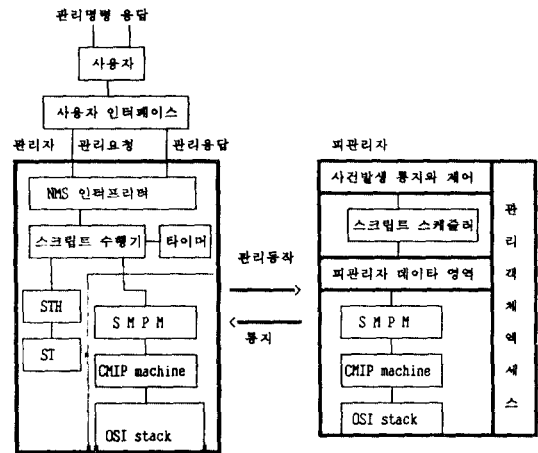 관리명령 응답
사용자
사용자 인터페이스
관리자 관리요청 관리응답
NMS 인터프리터
스크립트 수행기 타이머
STH
ST
S M P M
CMIP machine
OSI stack
관리동작
통지
피관리자
사건발생 통지와 제어
스크립트 스케쥴러
피관리자 데이타 영역
S M P M
CMIP machine
OSI stack
관
리
객
체
엑
세
스